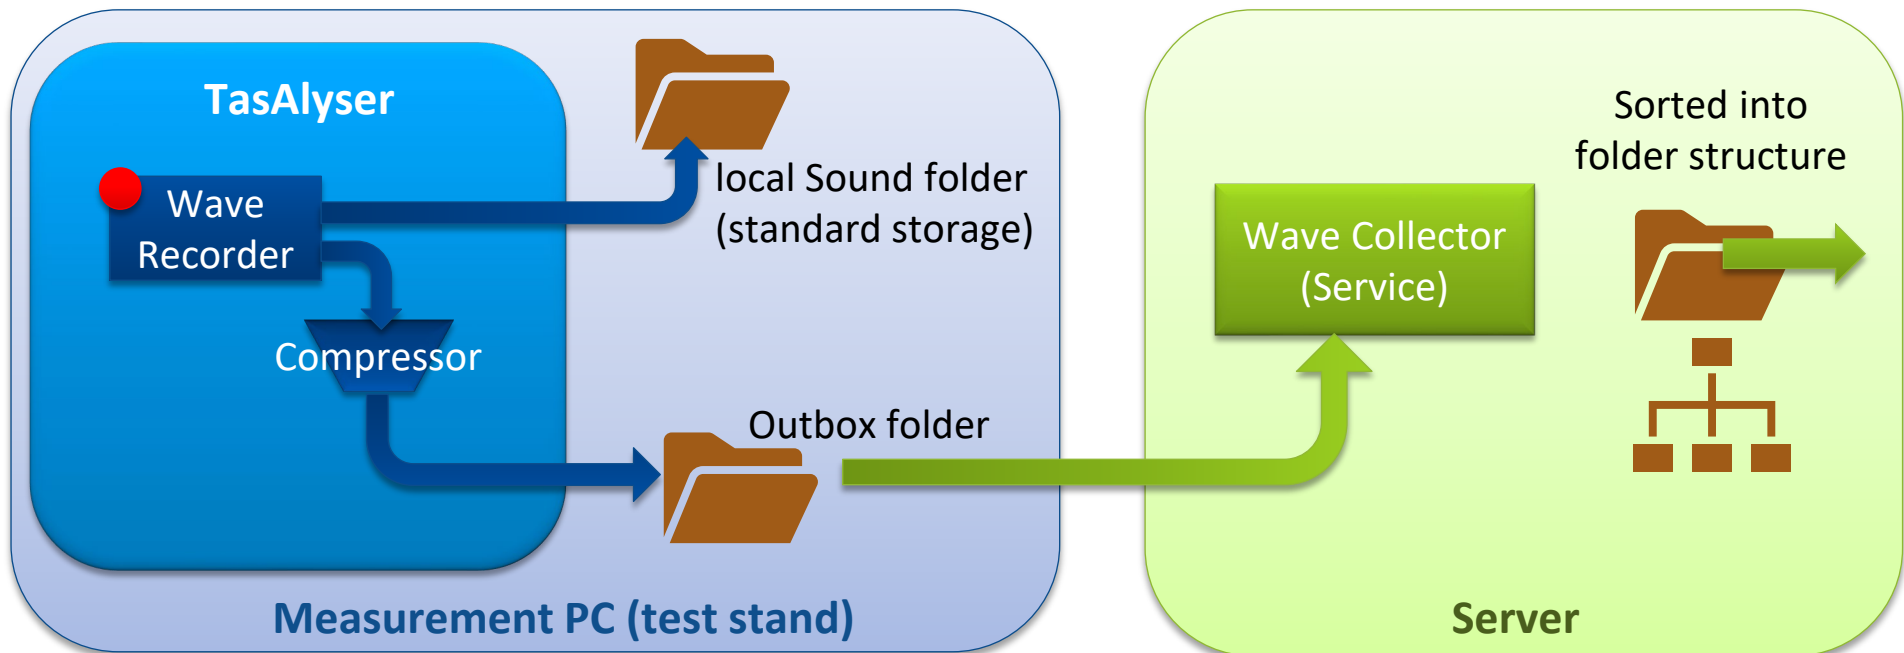 TasAlyser
Wave
Recorder
Compressor
local Sound folder
(standard storage)
Outbox folder
Measurement PC (test stand)
Wave Collector
(Service)
Sorted into
folder structure
Server